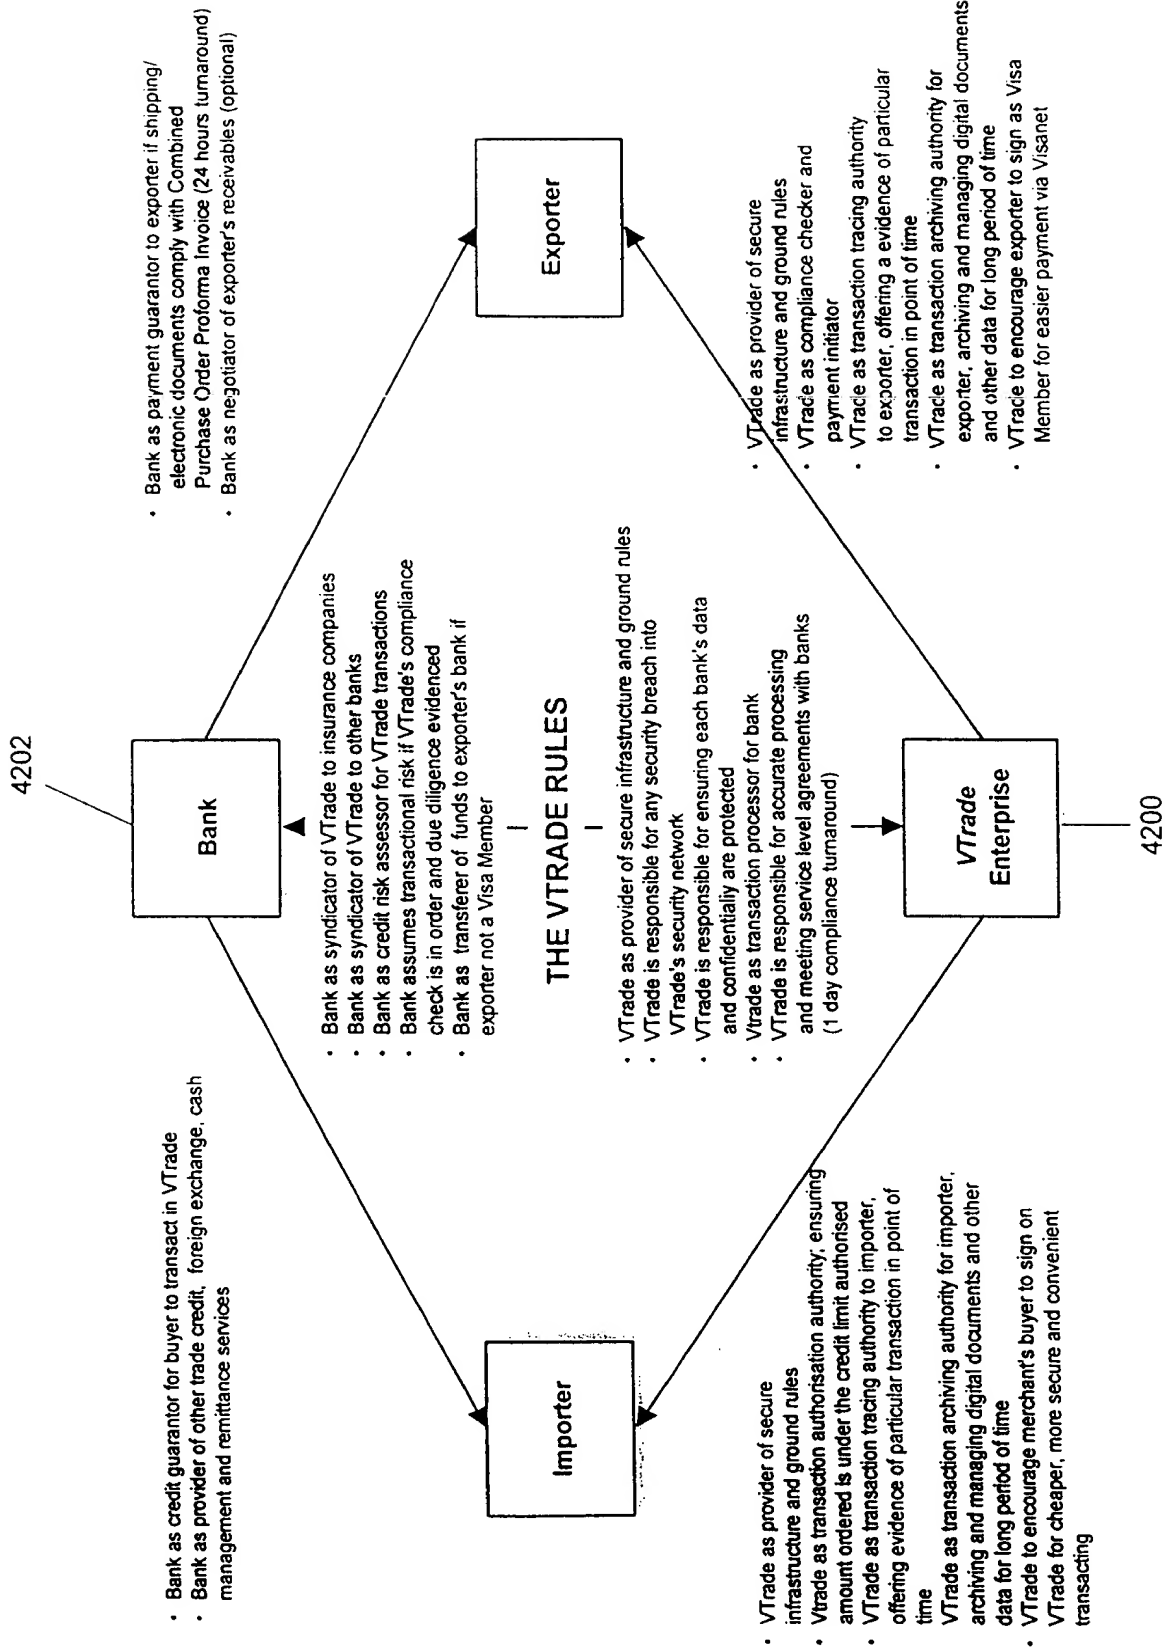 4202
Bank
• Bank as credit guarantor for buyer to transact in VTrade
• Bank as provider of other trade credit, foreign exchange, cash
management and remittance services
• Bank as payment guarantor to exporter if shipping/
electronic documents comply with Combined
Purchase Order Proforma Invoice (24 hours turnaround)
• Bank as negotiator of exporter's receivables (optional)
• Bank as syndicator of VTrade to insurance companies
• Bank as syndicator of VTrade to other banks
• Bank as credit risk assessor for VTrade transactions
• Bank assumes transactional risk if VTrade's compliance
check is in order and due diligence evidenced
• Bank as transferer of funds to exporter's bank if
exporter not a Visa Member
Importer
THE VTRADE RULES
Exporter
• VTrade as provider of secure infrastructure and ground rules
• VTrade is responsible for any security breach into
VTrade's security network
• VTrade is responsible for ensuring each bank's data
and confidentially are protected
• Vtrade as transaction processor for bank
• VTrade is responsible for accurate processing
and meeting service level agreements with banks
(1 day compliance turnaround)
• VTrade as provider of secure
infrastructure and ground rules
• Vtrade as transaction authorisation authority; ensuring
amount ordered is under the credit limit authorised
• VTrade as transaction tracing authority to importer,
offering evidence of particular transaction in point of
time
VTrade as transaction archiving authority for importer,
archiving and managing digital documents and other
data for long period of time
• VTrade to encourage merchant's buyer to sign on
VTrade for cheaper, more secure and convenient
transacting
• VTrade as provider of secure
infrastructure and ground rules
• VTrade as compliance checker and
payment initiator
• VTrade as transaction tracing authority
to exporter, offering a evidence of particular
transaction in point of time
• VTrade as transaction archiving authority for
exporter, archiving and managing digital documents
and other data for long period of time
• VTrade to encourage exporter to sign as Visa
Member for easier payment via Visanet
VTrade
Enterprise
4200